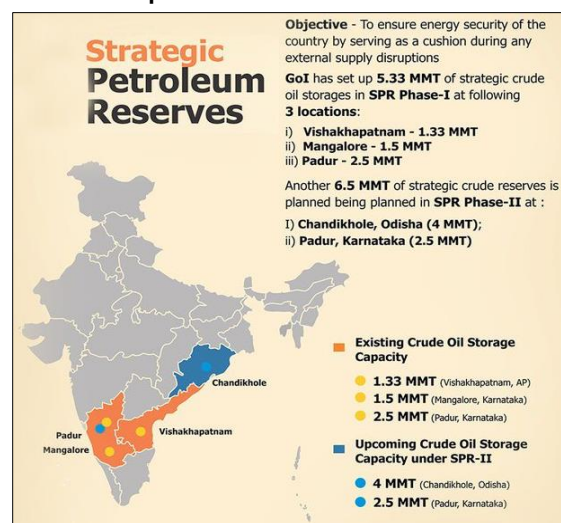 Strategic
Petroleum
Reserves
Objective - To ensure energy security of the
country by serving as a cushion during any
external supply disruptions
GoI has set up 5.33 MMT of strategic crude
oil storages in SPR Phase-I at following
3 locations:
i) Vishakhapatnam - 1.33 MMT
ii) Mangalore - 1.5 MMT
iii) Padur - 2.5 MMT
Another 6.5 MMT of strategic crude reserves is
planned being planned in SPR Phase-II at :
I) Chandikhole, Odisha (4 MMT);
ii) Padur, Karnataka (2.5 MMT)
Chandikhole
Vishakhapatnam
Padur
Mangalore
Existing Crude Oil Storage
Capacity
1.33 MMT (Vishakhapatnam, AP)
1.5 MMT (Mangalore, Karnataka)
2.5 MMT (Padur, Karnataka)
Upcoming Crude Oil Storage
Capacity under SPR-II
4 MMT (Chandikhole, Odisha)
2.5 MMT (Padur, Karnataka)